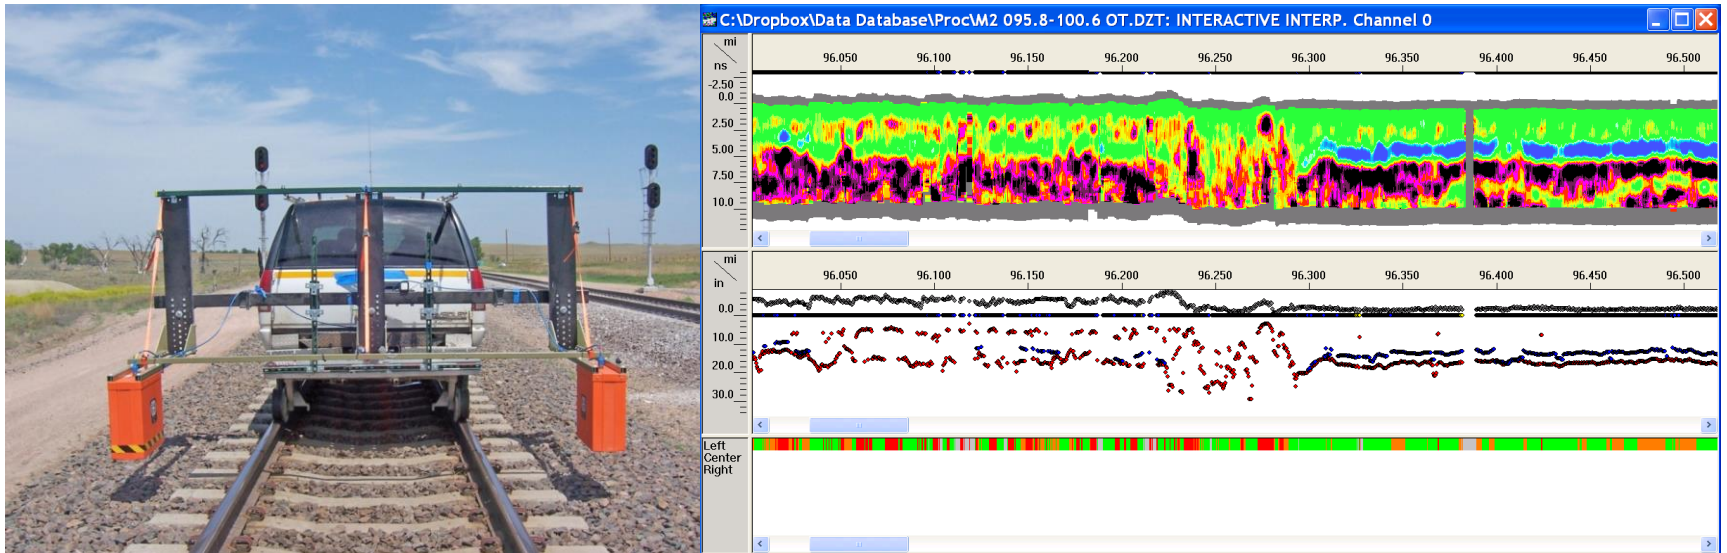 C:\Dropbox\Data Database\Proc\M2 095.8-100.6 OT.DZT: INTERACTIVE INTERP. Channel 0
mi
ns
96.050 96.100 96.150 96.200 96.250 96.300 96.350 96.400 96.450 96.500
-2.50
0.0
2.50
5.00
7.50
10.0
mi
in
96.050 96.100 96.150 96.200 96.250 96.300 96.350 96.400 96.450 96.500
0.0
10.0
20.0
30.0
Left
Center
Right